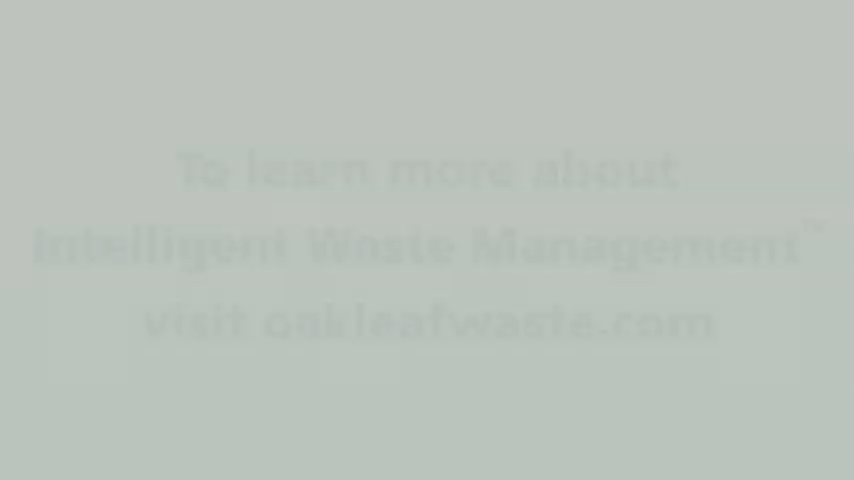 To learn more about
Intelligent Waste Management™
visit oakleafwaste.com